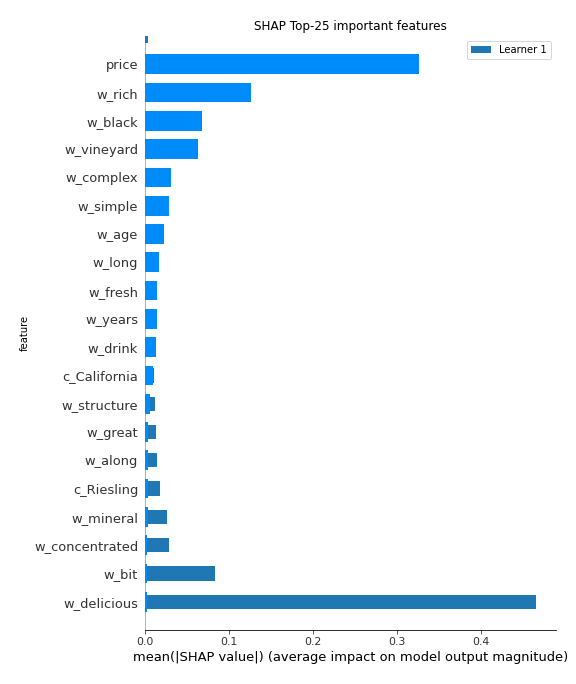 SHAP Top-25 important features
Learner 1
price
w_rich
w_black
w_vineyard
w_complex
w_simple
w_age
w_long
w_fresh
w_years
w_drink
c_California
w_structure
w_great
w_along
c_Riesling
w_mineral
w_concentrated
w_bit
w_delicious
feature
0.0 0.1 0.2 0.3 0.4
mean(|SHAP value|) (average impact on model output magnitude)